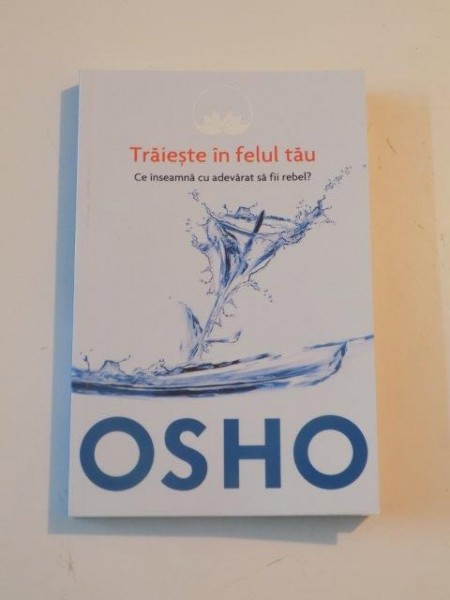 Trăiește în felul tău
Ce înseamnă cu adevărat să fii rebel?
OSHO